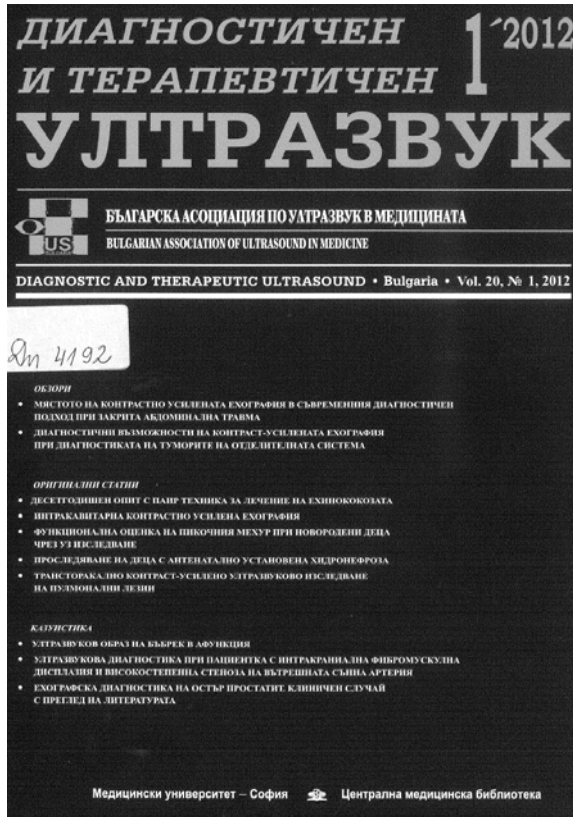 ДИАГНОСТИЧЕН
И ТЕРАПЕВТИЧЕН
1´2012
УЛТРАЗВУК
US
БЪЛГАРСКА АСОЦИАЦИЯ ПО УЛТРАЗВУК В МЕДИЦИНАТА
BULGARIAN ASSOCIATION OF ULTRASOUND IN MEDICINE
DIAGNOSTIC AND THERAPEUTIC ULTRASOUND • Bulgaria • Vol. 20, № 1, 2012
Дп 4192
ОБЗОРИ
• МЯСТОТО НА КОНТРАСТНО УСИЛЕНАТА ЕХОГРАФИЯ В СЪВРЕМЕННИЯ ДИАГНОСТИЧЕН
ПОДХОД ПРИ ЗАКРИТА АБДОМИНАЛНА ТРАВМА
• ДИАГНОСТИЧНИ ВЪЗМОЖНОСТИ НА КОНТРАСТ-УСИЛЕНАТА ЕХОГРАФИЯ
ПРИ ДИАГНОСТИКАТА НА ТУМОРИТЕ НА ОТДЕЛИТЕЛНАТА СИСТЕМА
ОРИГИНАЛНИ СТАТИИ
• ДЕСЕТГОДИШЕН ОПИТ С ПАИР ТЕХНИКА ЗА ЛЕЧЕНИЕ НА ЕХИНОКОКОЗАТА
• ИНТРАКАВИТАРНА КОНТРАСТНО УСИЛЕНА ЕХОГРАФИЯ
• ФУНКЦИОНАЛНА ОЦЕНКА НА ПИКОЧНИЯ МЕХУР ПРИ НОВОРОДЕНИ ДЕЦА
ЧРЕЗ УЗ ИЗСЛЕДВАНЕ
• ПРОСЛЕДЯВАНЕ НА ДЕЦА С АНТЕНАТАЛНО УСТАНОВЕНА ХИДРОНЕФРОЗА
• ТРАНСТОРАКАЛНО КОНТРАСТ-УСИЛЕНО УЛТРАЗВУКОВО ИЗСЛЕДВАНЕ
НА ПУЛМОНАЛНИ ЛЕЗИИ
КАЗУИСТИКА
• УЛТРАЗВУКОВ ОБРАЗ НА БЪБРЕК В АФУНКЦИЯ
• УЛТРАЗВУКОВА ДИАГНОСТИКА ПРИ ПАЦИЕНТКА С ИНТРАКРАНИАЛНА ФИБРОМУСКУЛНА
ДИСПЛАЗИЯ И ВИСОКОСТЕПЕННА СТЕНОЗА НА ВЪТРЕШНАТА СЪННА АРТЕРИЯ
• ЕХОГРАФСКА ДИАГНОСТИКА НА ОСТЪР ПРОСТАТИТ. КЛИНИЧЕН СЛУЧАЙ
С ПРЕГЛЕД НА ЛИТЕРАТУРАТА
Медицински университет – София Централна медицинска библиотека